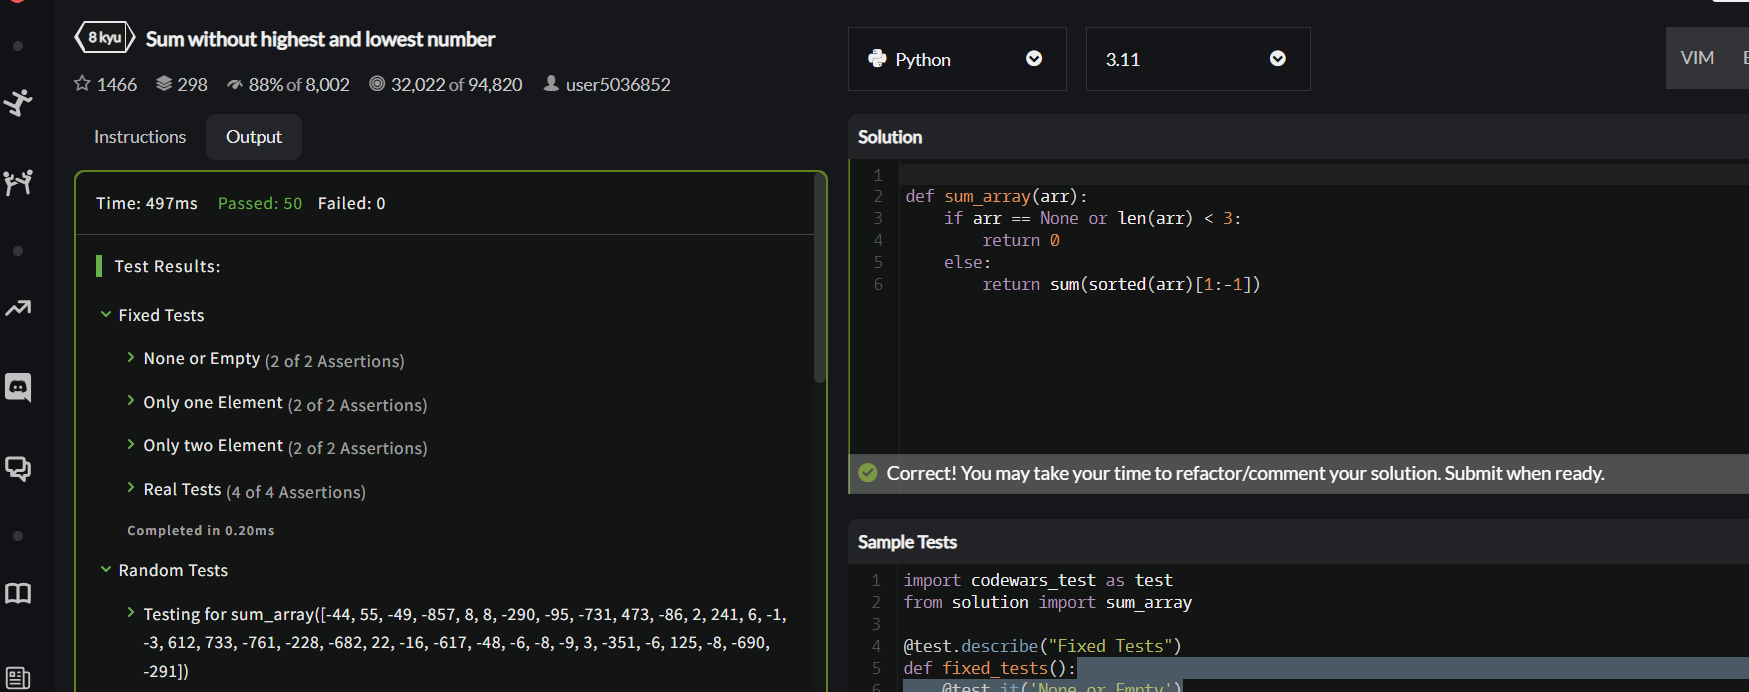 8 kyu Sum without highest and lowest number
1466 298 88% of 8,002 32,022 of 94,820 user5036852
Instructions Output
Time: 497ms Passed: 50 Failed: 0
Test Results:
Fixed Tests
None or Empty (2 of 2 Assertions)
Only one Element (2 of 2 Assertions)
Only two Element (2 of 2 Assertions)
Real Tests (4 of 4 Assertions)
Completed in 0.20ms
Random Tests
Testing for sum_array([-44, 55, -49, -857, 8, 8, -290, -95, -731, 473, -86, 2, 241, 6, -1,
-3, 612, 733, -761, -228, -682, 22, -16, -617, -48, -6, -8, -9, 3, -351, -6, 125, -8, -690,
-291])
Python 3.11 VIM
Solution
1
2 def sum_array(arr):
3 if arr == None or len(arr) < 3:
4 return 0
5 else:
6 return sum(sorted(arr)[1:-1])
Correct! You may take your time to refactor/comment your solution. Submit when ready.
Sample Tests
1 import codewars_test as test
2 from solution import sum_array
3
4 @test.describe("Fixed Tests")
5 def fixed_tests():
6 @test.it('None or Empty')